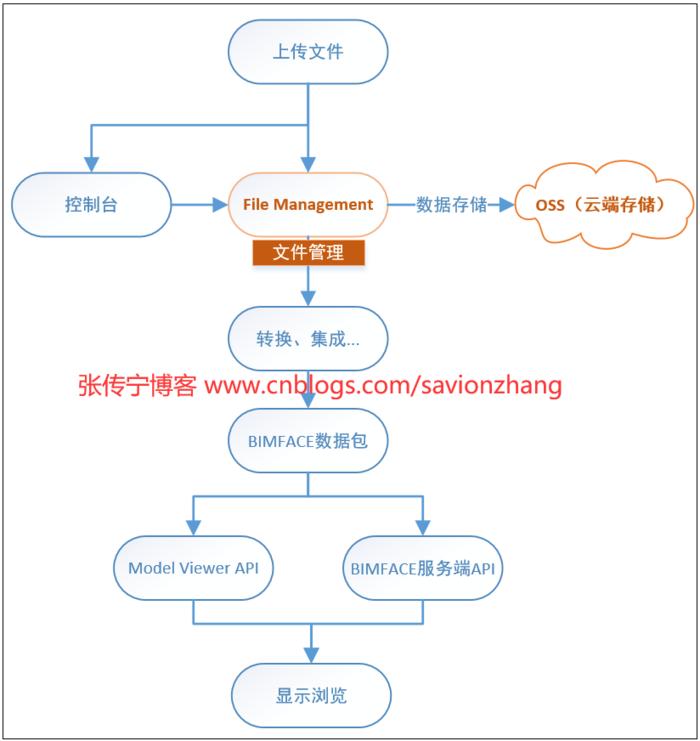 上传文件
控制台
File Management
数据存储
OSS（云端存储）
文件管理
转换、集成...
张传宁博客 www.cnblogs.com/savionzhang
BIMFACE数据包
Model Viewer API
BIMFACE服务端API
显示浏览